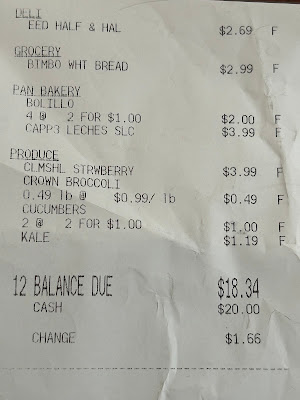 DELI
EED HALF & HAL $2.69 F
GROCERY
BIMBO WHT BREAD $2.99 F
PAN BAKERY
BOLILLO
4 @ 2 FOR $1.00 $2.00 F
CAPP3 LECHES SLC $3.99 F
PRODUCE
CLMSHL STRWBERRY $3.99 F
CROWN BROCCOLI
0.49 lb @ $0.99/ lb $0.49 F
CUCUMBERS
2 @ 2 FOR $1.00 $1.00 F
KALE $1.19 F
12 BALANCE DUE $18.34
CASH $20.00
CHANGE $1.66